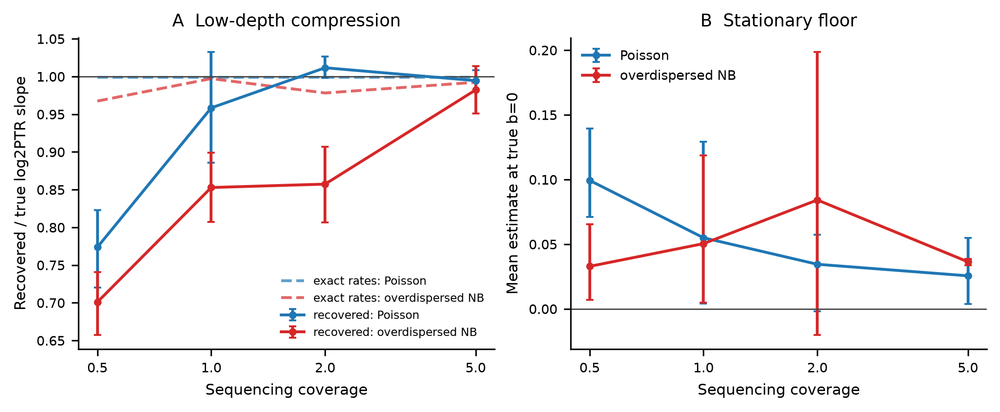 A  Low-depth compression
Recovered / true log2PTR slope
1.05
1.00
0.95
0.90
0.85
0.80
0.75
0.70
0.65
exact rates: Poisson
exact rates: overdispersed NB
recovered: Poisson
recovered: overdispersed NB
0.5
1.0
2.0
5.0
Sequencing coverage
B  Stationary floor
Mean estimate at true b=0
0.20
0.15
0.10
0.05
0.00
Poisson
overdispersed NB
0.5
1.0
2.0
5.0
Sequencing coverage